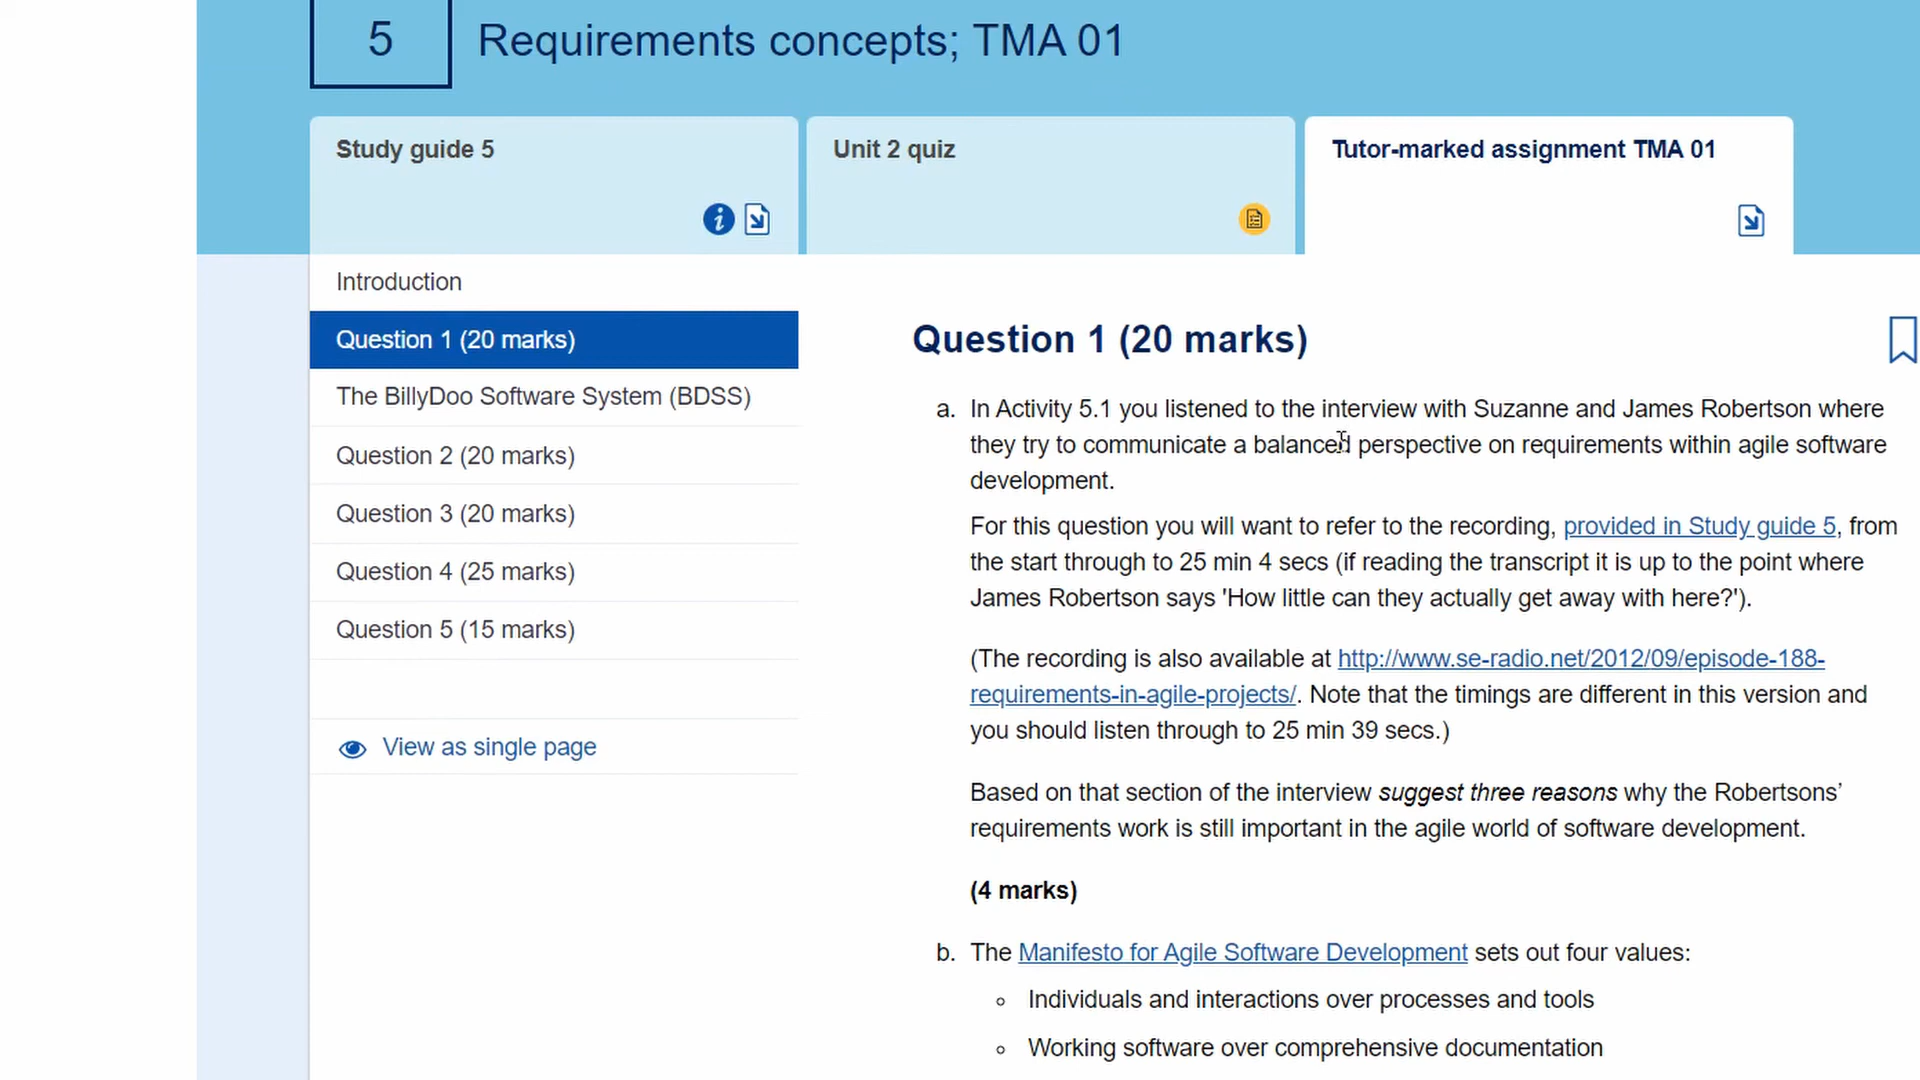 5
Requirements concepts; TMA 01
Study guide 5
Unit 2 quiz
Tutor-marked assignment TMA 01
Introduction
Question 1 (20 marks)
The BillyDoo Software System (BDSS)
Question 2 (20 marks)
Question 3 (20 marks)
Question 4 (25 marks)
Question 5 (15 marks)
View as single page
Question 1 (20 marks)
a. In Activity 5.1 you listened to the interview with Suzanne and James Robertson where
they try to communicate a balanced perspective on requirements within agile software
development.
For this question you will want to refer to the recording, provided in Study guide 5, from
the start through to 25 min 4 secs (if reading the transcript it is up to the point where
James Robertson says 'How little can they actually get away with here?').
(The recording is also available at http://www.se-radio.net/2012/09/episode-188-
requirements-in-agile-projects/. Note that the timings are different in this version and
you should listen through to 25 min 39 secs.)
Based on that section of the interview suggest three reasons why the Robertsons’
requirements work is still important in the agile world of software development.
(4 marks)
b. The Manifesto for Agile Software Development sets out four values:
Individuals and interactions over processes and tools
Working software over comprehensive documentation